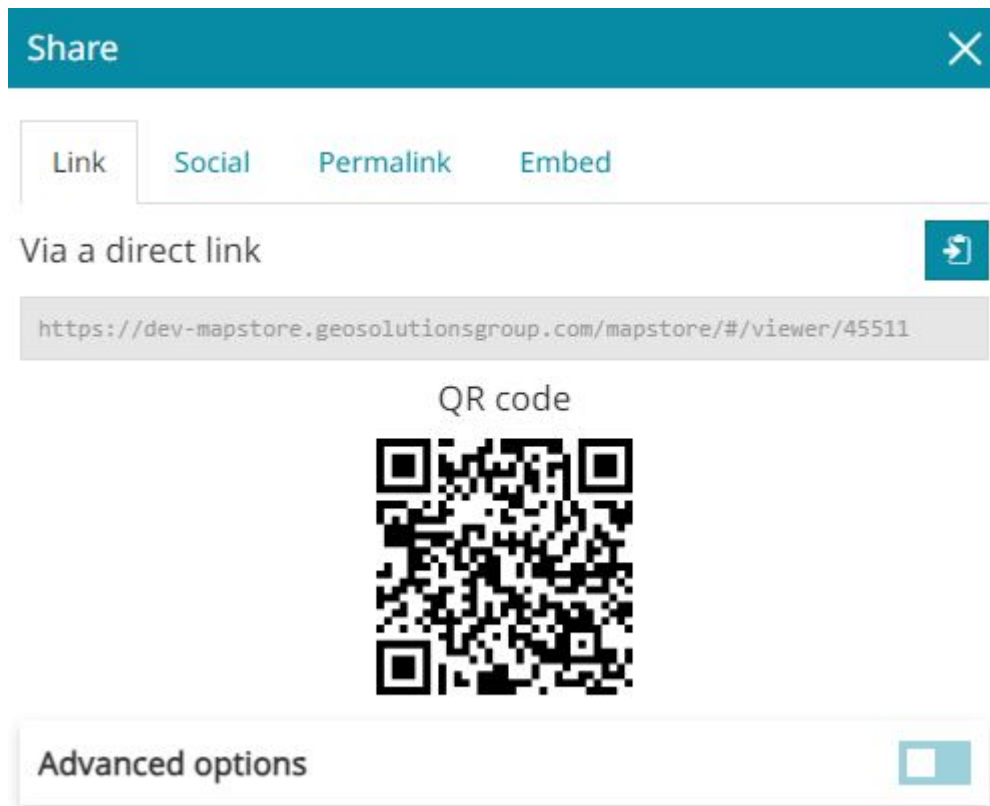 Share
Link Social Permalink Embed
Via a direct link
https://dev-mapstore.geosolutionsgroup.com/mapstore/#/viewer/45511
QR code
Advanced options